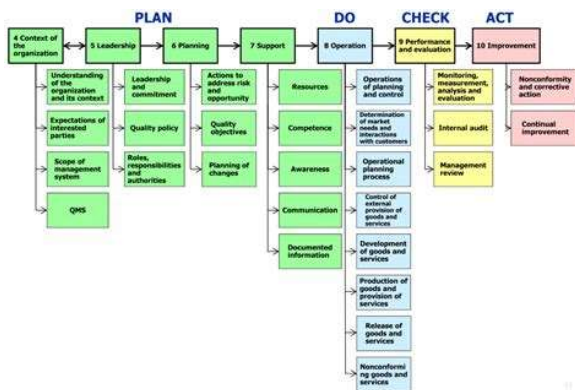 PLAN
DO
CHECK
ACT
4 Context of
the
organization
5 Leadership
6 Planning
7 Support
8 Operation
9 Performance
and evaluation
10 Improvement
Understanding
of the
organization
and its context
Expectations of
interested
parties
Scope of
management
system
QMS
Leadership
and
commitment
Quality policy
Roles,
responsibilities
and
authorities
Actions to
address risk
and
opportunity
Quality
objectives
Planning
of changes
Resources
Competence
Awareness
Communication
Documented
information
Operations
of planning
and control
Determination
of market
needs and
interactions
with customers
Operational
planning
process
Control of
external
provision of
goods and
services
Development
of goods and
services
Production
of goods and
provision of
services
Release of
goods and
services
Nonconformi
ng goods and
services
Monitoring,
measurement,
analysis and
evaluation
Internal audit
Management
review
Nonconformity
and corrective
action
Continual
improvement